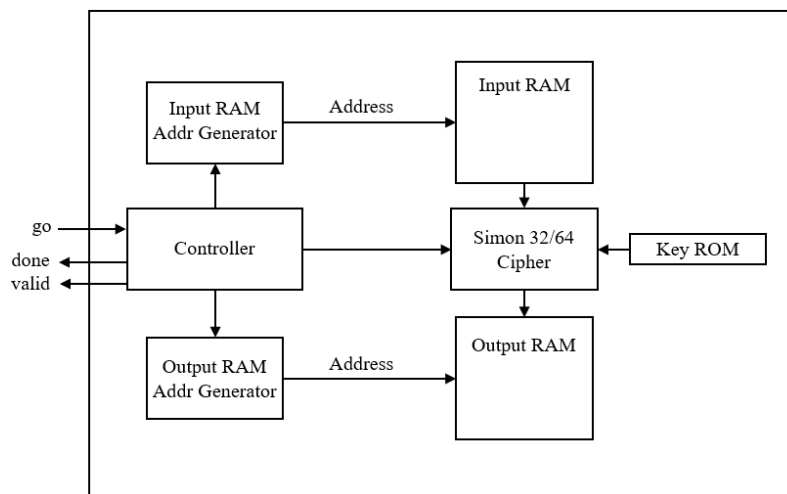 Input RAM
Addr Generator
Address
Input RAM
go
done
valid
Controller
Simon 32/64
Cipher
Key ROM
Output RAM
Addr Generator
Address
Output RAM